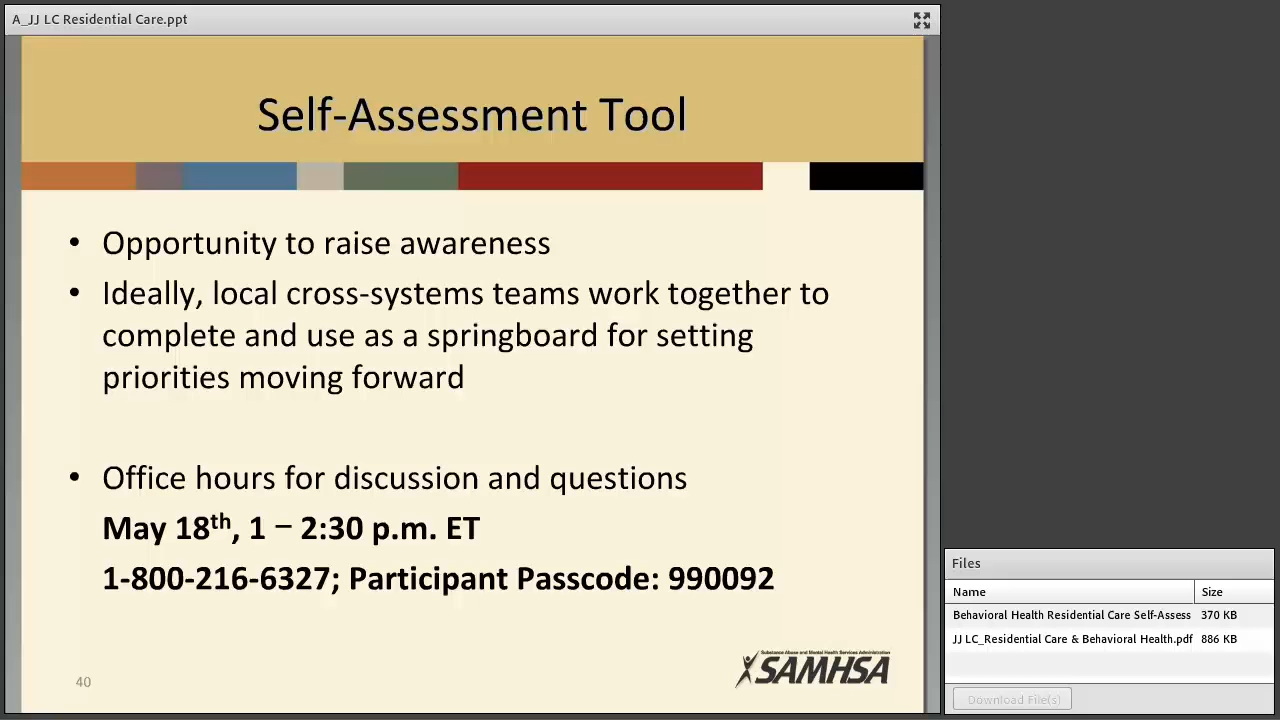 A_JJ LC Residential Care.ppt
Self-Assessment Tool
• Opportunity to raise awareness
• Ideally, local cross-systems teams work together to
complete and use as a springboard for setting
priorities moving forward
• Office hours for discussion and questions
May 18th, 1 – 2:30 p.m. ET
1-800-216-6327; Participant Passcode: 990092
40
Substance Abuse and Mental Health Services Administration
SAMHSA
Files
Name Size
Behavioral Health Residential Care Self-Assess 370 KB
JJ LC_Residential Care & Behavioral Health.pdf 886 KB
Download File(s)